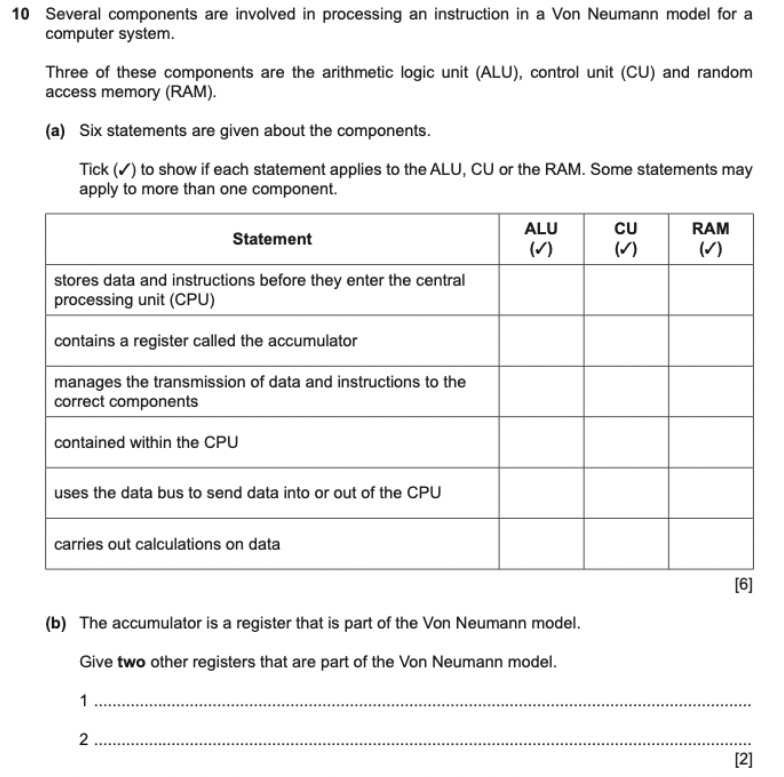 10 Several components are involved in processing an instruction in a Von Neumann model for a
computer system.
Three of these components are the arithmetic logic unit (ALU), control unit (CU) and random
access memory (RAM).
(a) Six statements are given about the components.
Tick (✓) to show if each statement applies to the ALU, CU or the RAM. Some statements may
apply to more than one component.
Statement ALU (✓) CU (✓) RAM (✓)
stores data and instructions before they enter the central
processing unit (CPU)
contains a register called the accumulator
manages the transmission of data and instructions to the
correct components
contained within the CPU
uses the data bus to send data into or out of the CPU
carries out calculations on data
[6]
(b) The accumulator is a register that is part of the Von Neumann model.
Give two other registers that are part of the Von Neumann model.
1 ......................................................................................................................
2 ......................................................................................................................
[2]